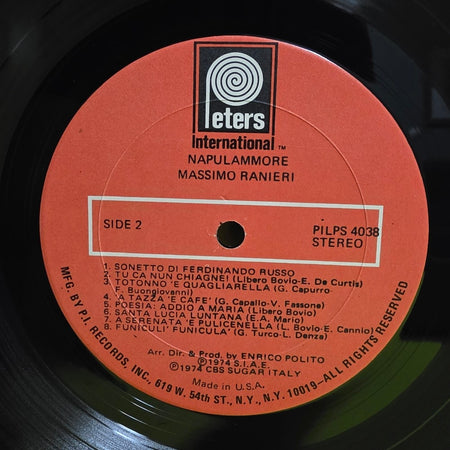 Peters
International TM
NAPULAMMORE
MASSIMO RANIERI
SIDE 2
PILPS 4038
STEREO
1. SONETTO DI FERDINANDO RUSSO
2. TU CA NUN CHIAGNE! (Libero Bovio-E. De Curtis)
3. TOTONNO 'E QUAGLIARELLA (G. Capurro-
F. Buongiovanni)
4. 'A TAZZA 'E CAFE' (G. Capallo-V. Fassone)
5. POESIA: ADDIO A MARIA (Libero Bovio)
6. SANTA LUCIA LUNTANA (E.A. Mario)
7. A SERENATA 'E PULICENELLA (L. Bovio-E. Cannio)
8. FUNICULI' FUNICULA' (G. Turco-L. Danza)
Arr. Dir. & Prod. by ENRICO POLITO
Ⓟ 1974 S.I.A.E.
Ⓟ 1974 CBS SUGAR ITALY
Made in U.S.A.
MFG. BY P.I. RECORDS, INC., 619 W. 54th ST., N.Y., N.Y. 10019-ALL RIGHTS RESERVED